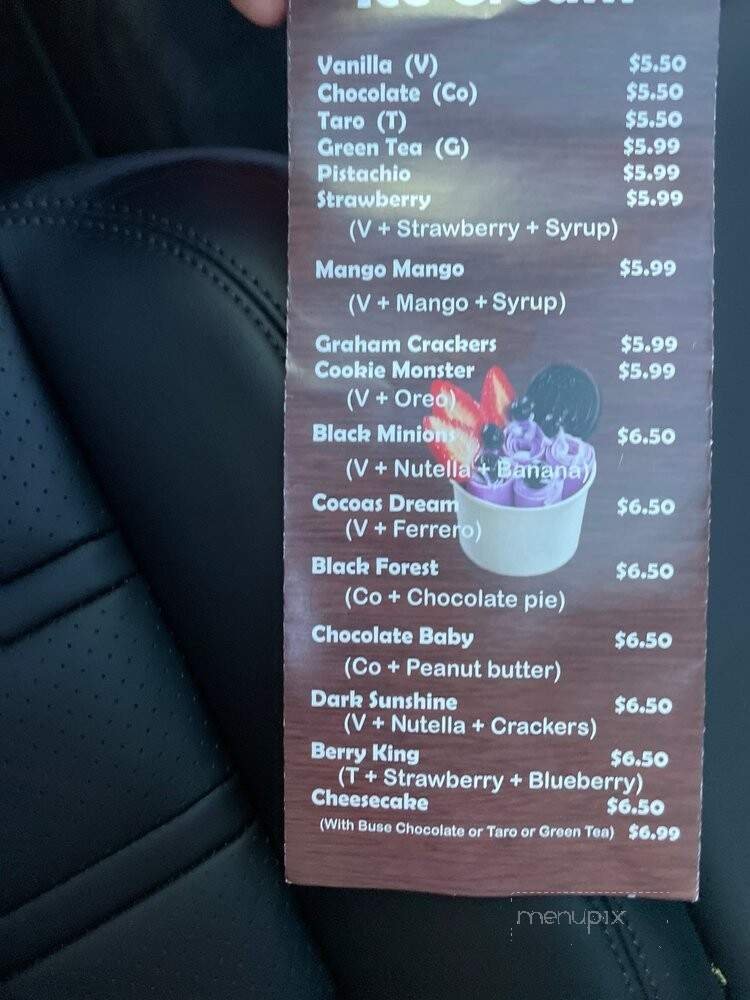 Ice Cream
Vanilla (V) $5.50
Chocolate (Co) $5.50
Taro (T) $5.50
Green Tea (G) $5.99
Pistachio $5.99
Strawberry $5.99
(V + Strawberry + Syrup)
Mango Mango $5.99
(V + Mango + Syrup)
Graham Crackers $5.99
Cookie Monster $5.99
(V + Oreo)
Black Minions $6.50
(V + Nutella + Banana)
Cocoas Dream $6.50
(V + Ferrero)
Black Forest $6.50
(Co + Chocolate pie)
Chocolate Baby $6.50
(Co + Peanut butter)
Dark Sunshine $6.50
(V + Nutella + Crackers)
Berry King $6.50
(T + Strawberry + Blueberry)
Cheesecake $6.50
(With Buse Chocolate or Taro or Green Tea) $6.99
menupix